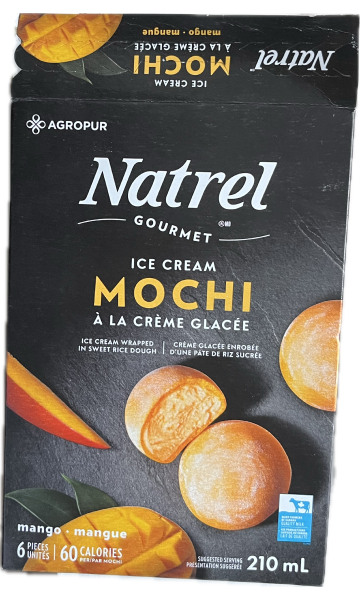 mango · mangue
À LA CRÈME GLACÉE
MOCHI
ICE CREAM
Natrel
AGROPUR
Natrel
GOURMET
ICE CREAM
MOCHI
À LA CRÈME GLACÉE
ICE CREAM WRAPPED
IN SWEET RICE DOUGH
CRÈME GLACÉE ENROBÉE
D'UNE PÂTE DE RIZ SUCRÉE
mango · mangue
6 PIECES
UNITÉS
60 CALORIES
PER/PAR MOCHI
SUGGESTED SERVING
PRÉSENTATION SUGGÉRÉE
210 mL